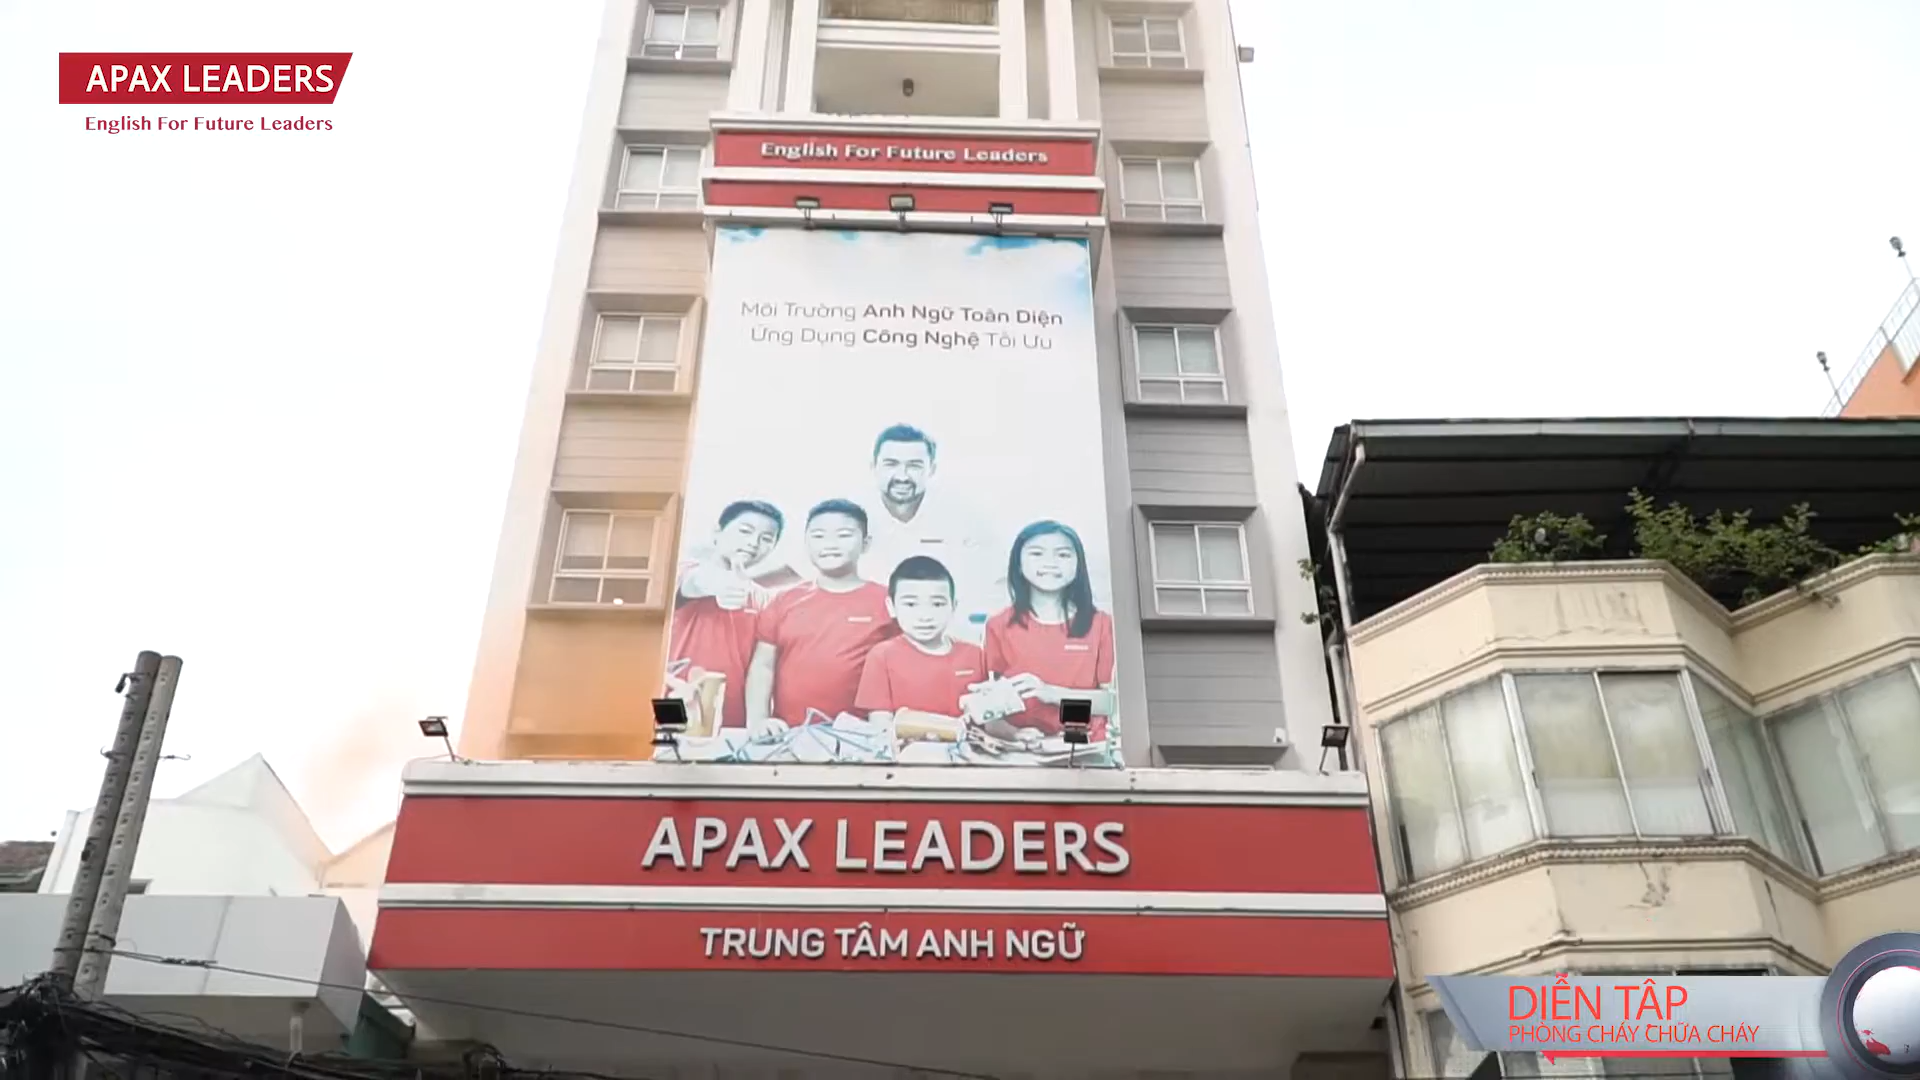 APAX LEADERS
English For Future Leaders
English For Future Leaders
Môi Trường Anh Ngữ Toàn Diện
Ứng Dụng Công Nghệ Tối Ưu
APAX LEADERS
TRUNG TÂM ANH NGỮ
DIỄN TẬP
PHÒNG CHÁY CHỮA CHÁY